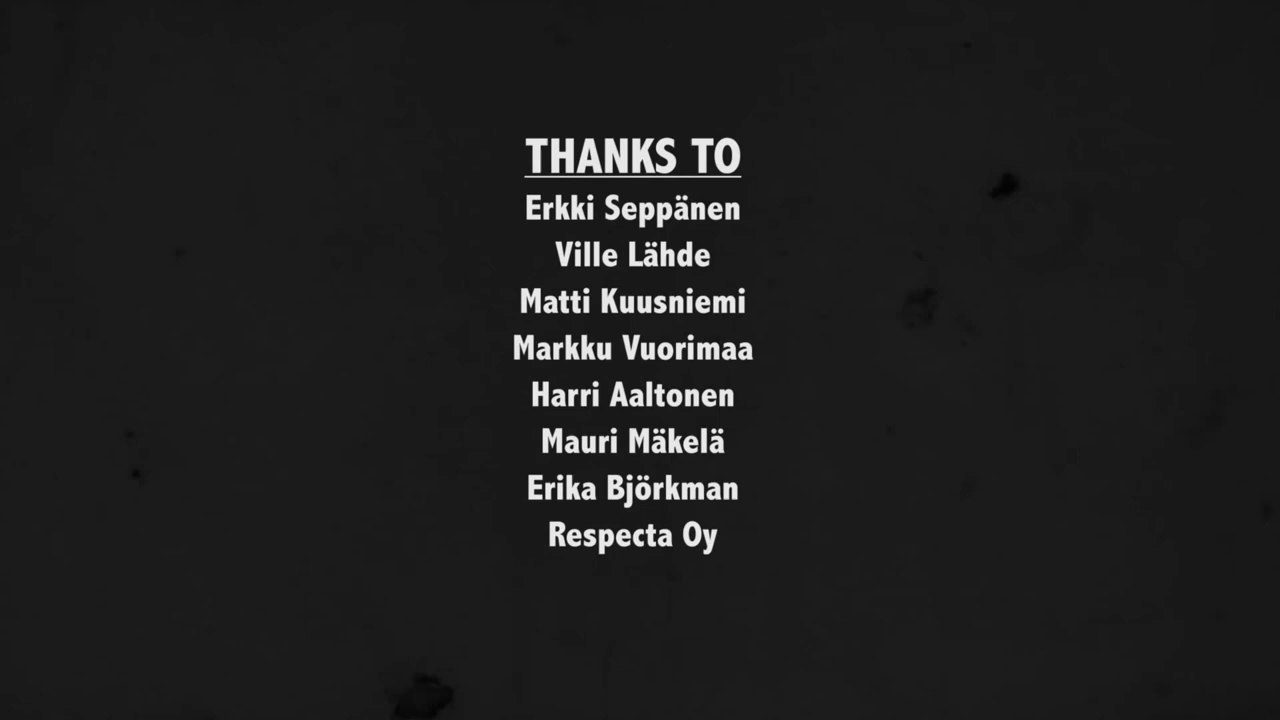 THANKS TO
Erkki Seppänen
Ville Lähde
Matti Kuusniemi
Markku Vuorimaa
Harri Aaltonen
Mauri Mäkelä
Erika Björkman
Respecta Oy